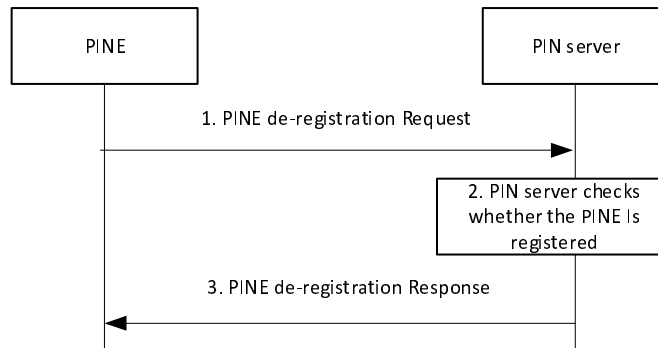 PINE
PIN server
1. PINE de-registration Request
2. PIN server checks
whether the PINE Is
registered
3. PINE de-registration Response